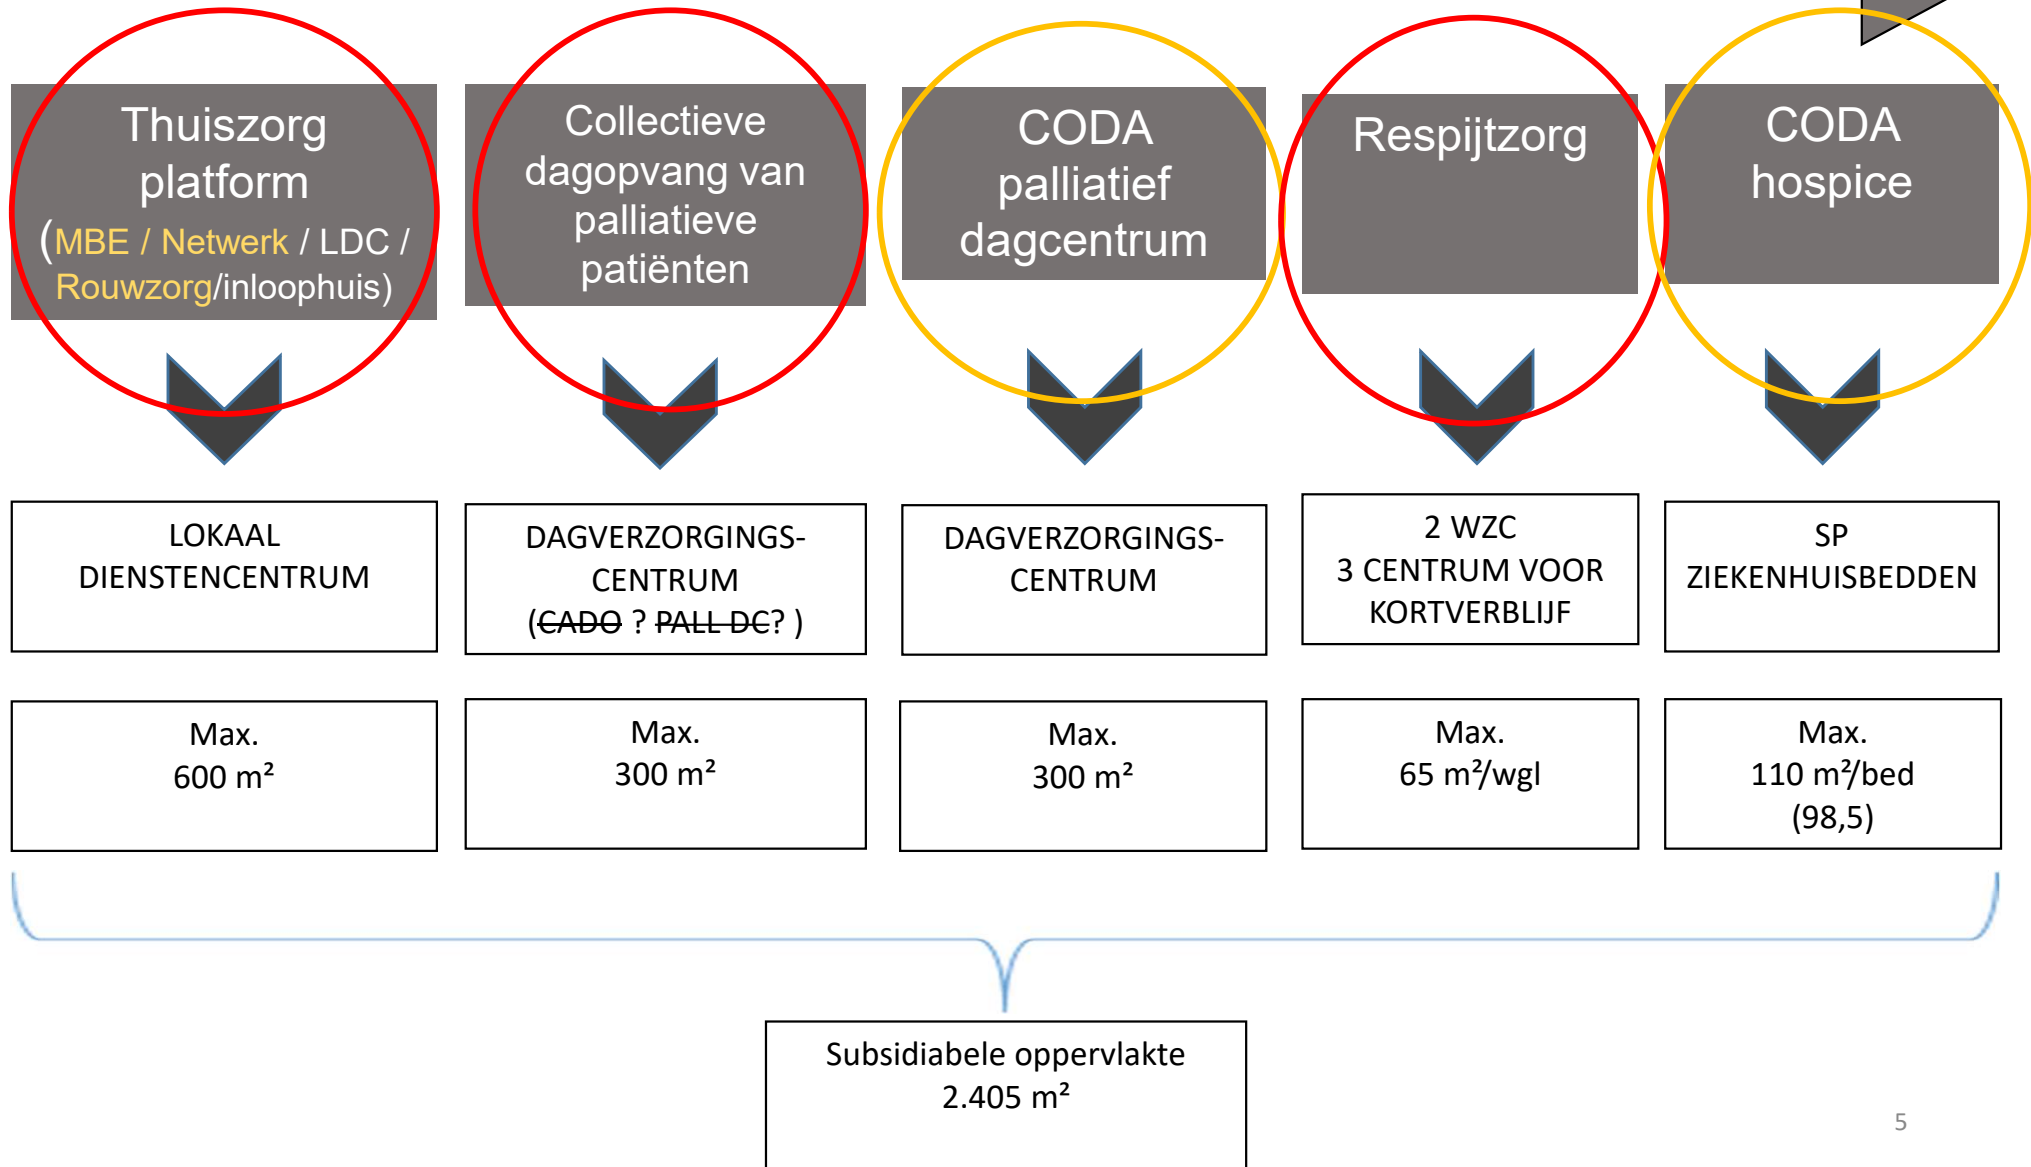 Thuiszorg
platform
(MBE / Netwerk / LDC /
Rouwzorg/inloophuis)
Collectieve
dagopvang van
palliatieve
patiënten
CODA
palliatief
dagcentrum
Respijtzorg
CODA
hospice
LOKAAL
DIENSTENCENTRUM
DAGVERZORGINGS-
CENTRUM
(CADO ? PALL DC? )
DAGVERZORGINGS-
CENTRUM
2 WZC
3 CENTRUM VOOR
KORTVERBLIJF
SP
ZIEKENHUISBEDDEN
Max.
600 m²
Max.
300 m²
Max.
300 m²
Max.
65 m²/wgl
Max.
110 m²/bed
(98,5)
Subsidiabele oppervlakte
2.405 m²
5